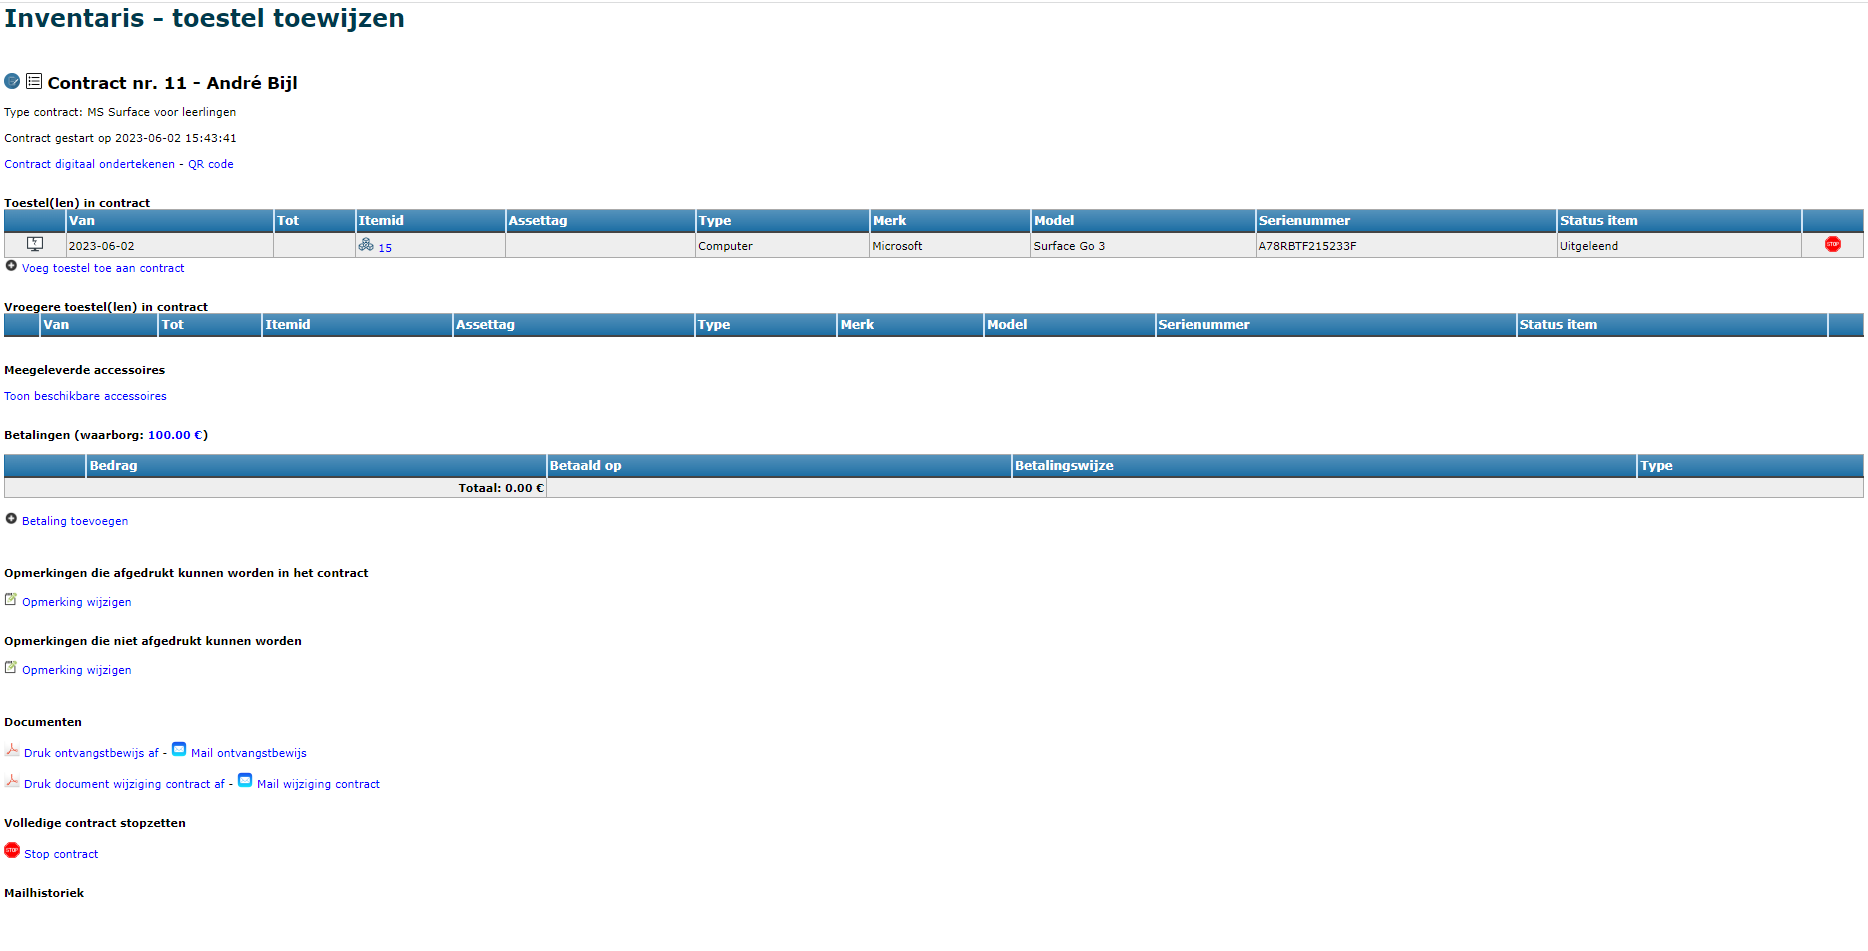 Inventaris - toestel toewijzen
Contract nr. 11 - André Bijl
Type contract: MS Surface voor leerlingen
Contract gestart op 2023-06-02 15:43:41
Contract digitaal ondertekenen - QR code
Toestel(len) in contract
Van Tot Itemid Assettag Type Merk Model Serienummer Status item
2023-06-02 15 Computer Microsoft Surface Go 3 A78RBTF215233F Uitgeleend STOP
Voeg toestel toe aan contract
Vroegere toestel(len) in contract
Van Tot Itemid Assettag Type Merk Model Serienummer Status item
Meegeleverde accessoires
Toon beschikbare accessoires
Betalingen (waarborg: 100.00 €)
Bedrag Betaald op Betalingswijze Type
Totaal: 0.00 €
Betaling toevoegen
Opmerkingen die afgedrukt kunnen worden in het contract
Opmerking wijzigen
Opmerkingen die niet afgedrukt kunnen worden
Opmerking wijzigen
Documenten
Druk ontvangstbewijs af - Mail ontvangstbewijs
Druk document wijziging contract af - Mail wijziging contract
Volledige contract stopzetten
STOP Stop contract
Mailhistoriek